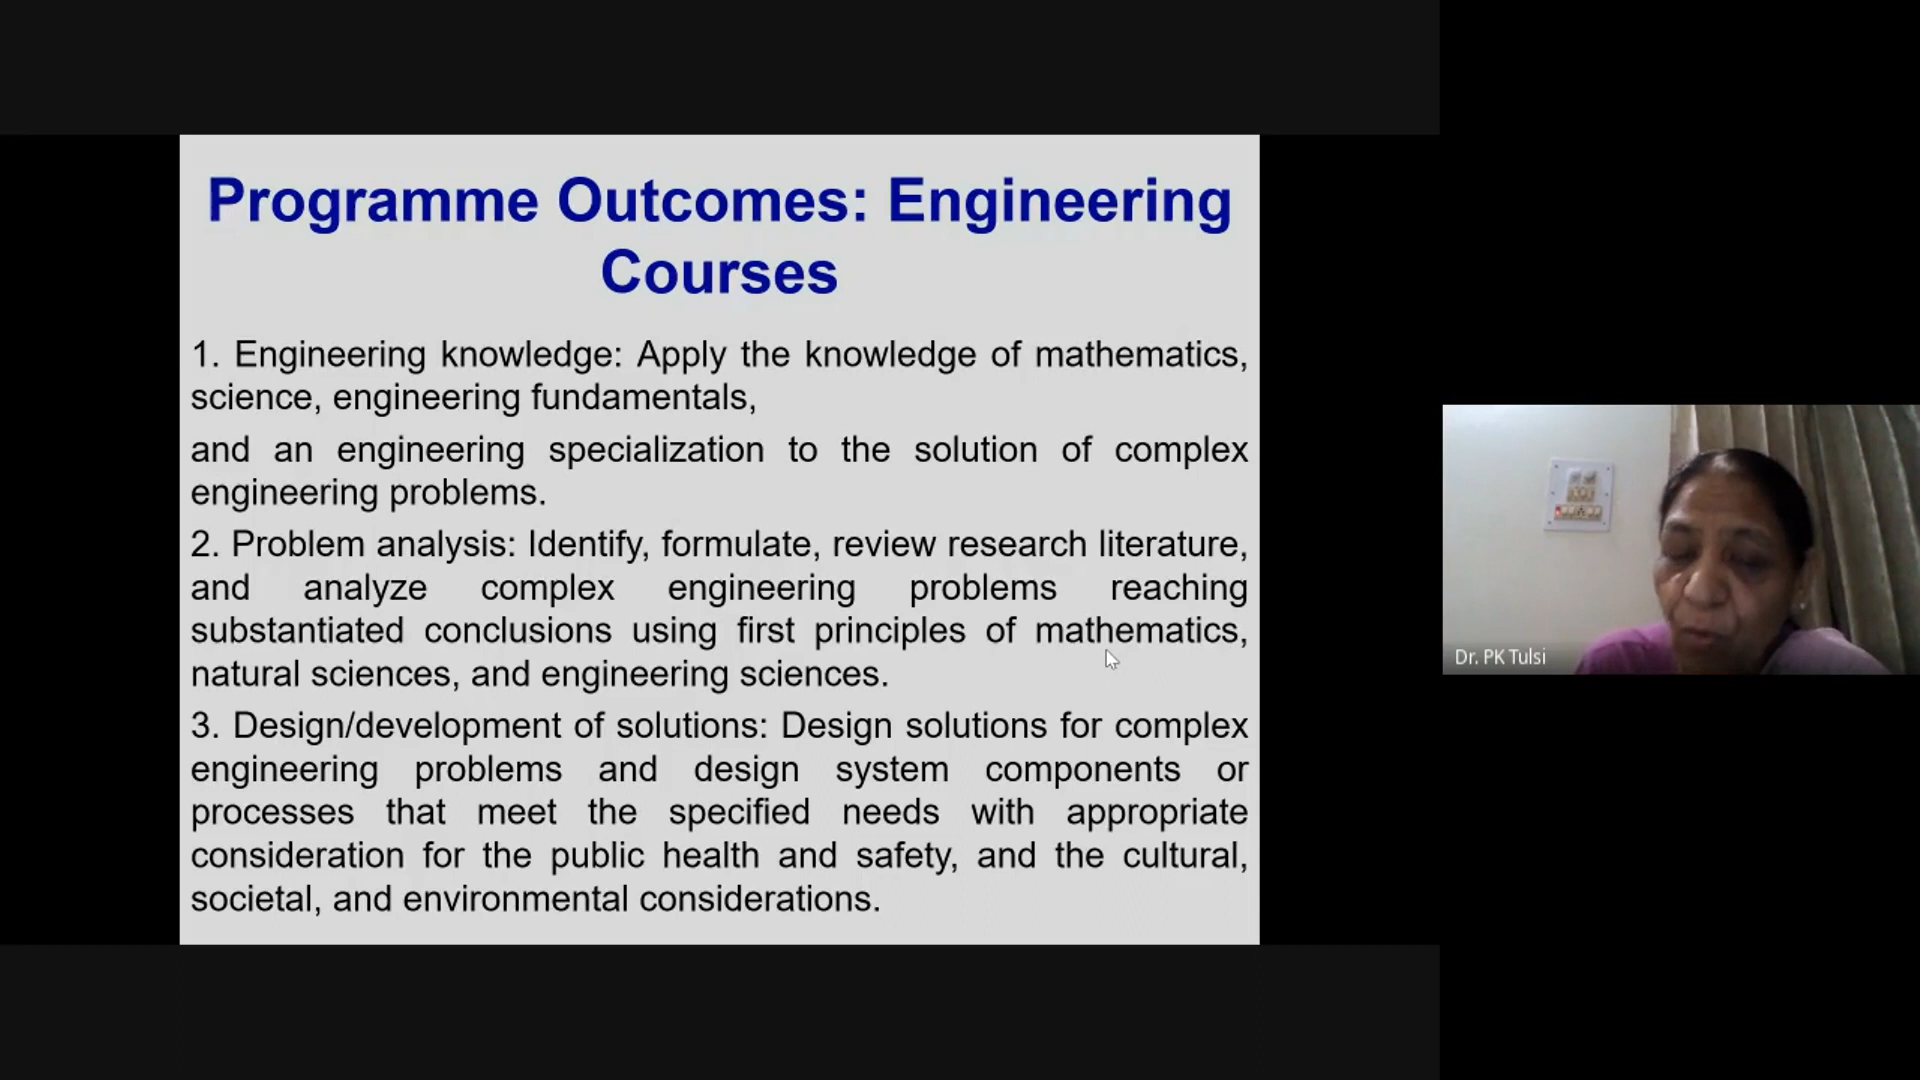 Programme Outcomes: Engineering
Courses
1. Engineering knowledge: Apply the knowledge of mathematics,
science, engineering fundamentals,
and an engineering specialization to the solution of complex
engineering problems.
2. Problem analysis: Identify, formulate, review research literature,
and analyze complex engineering problems reaching
substantiated conclusions using first principles of mathematics,
natural sciences, and engineering sciences.
3. Design/development of solutions: Design solutions for complex
engineering problems and design system components or
processes that meet the specified needs with appropriate
consideration for the public health and safety, and the cultural,
societal, and environmental considerations.
Dr. PK Tulsi